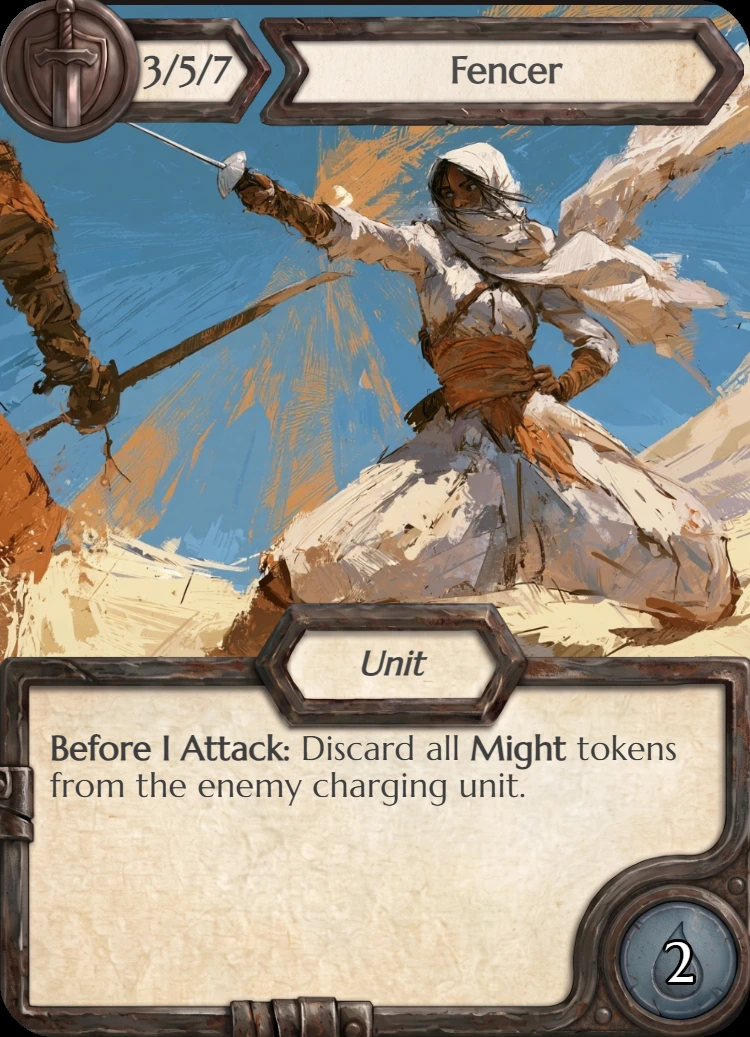 3/5/7
Fencer
Unit
Before I Attack: Discard all Might tokens
from the enemy charging unit.
2